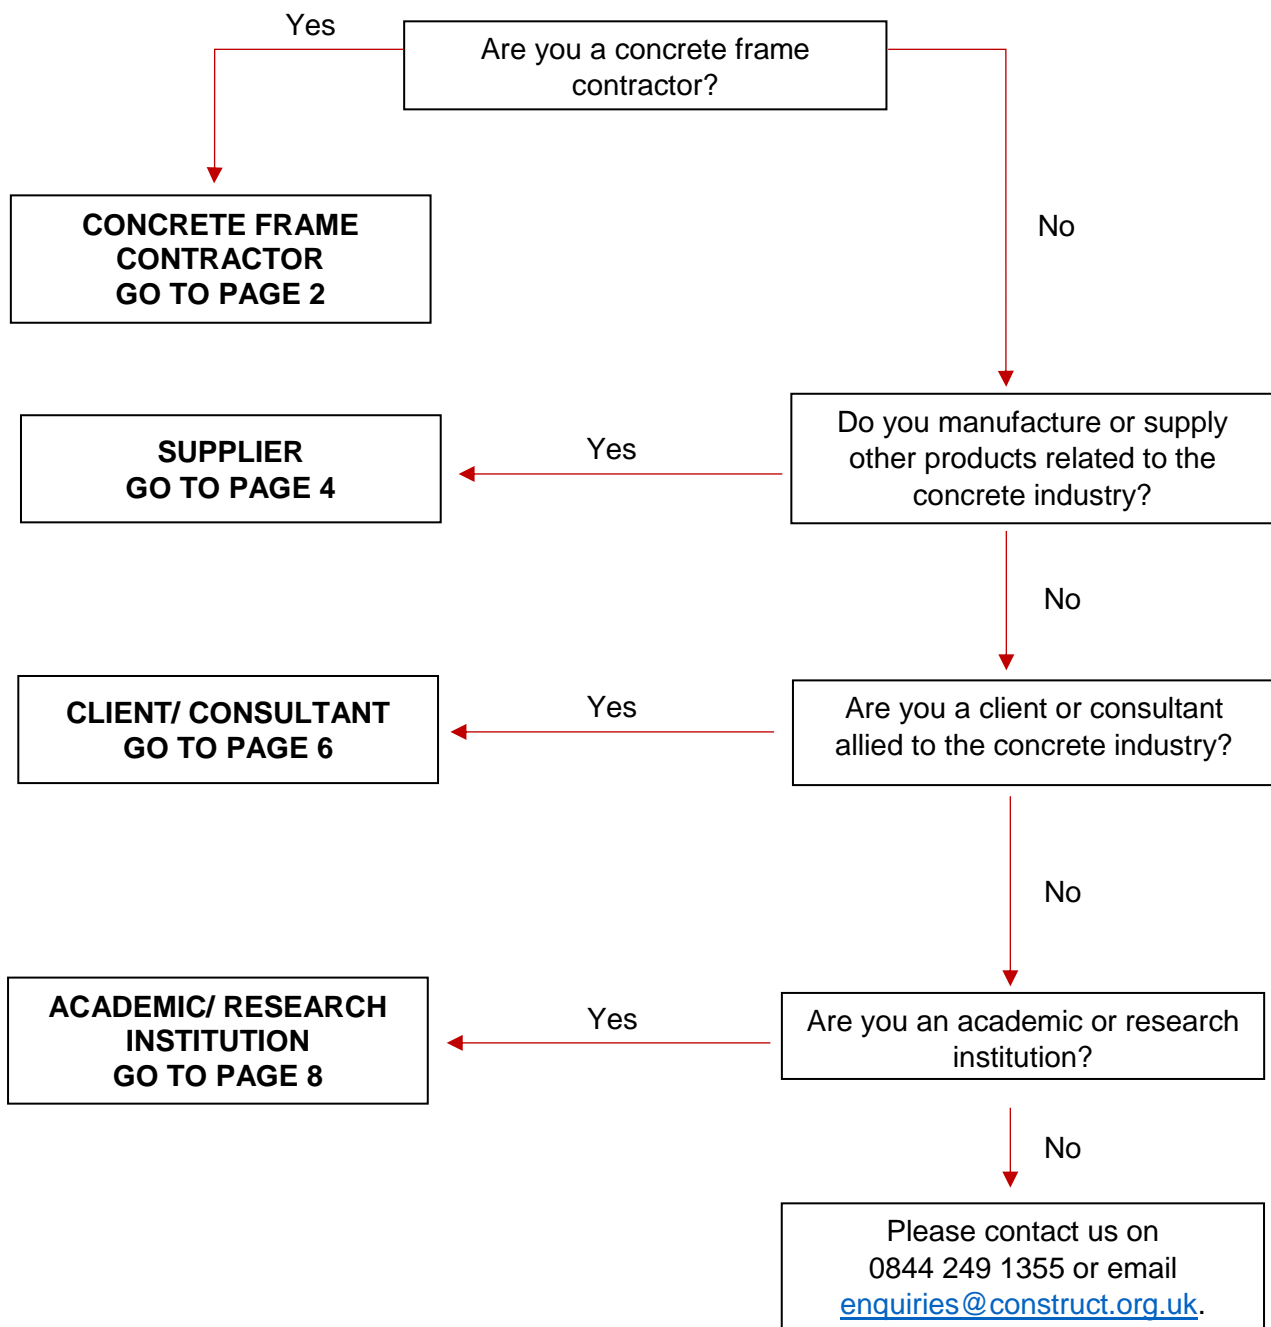 Yes
Are you a concrete frame
contractor?
CONCRETE FRAME
CONTRACTOR
GO TO PAGE 2
No
Do you manufacture or supply
other products related to the
concrete industry?
Yes
SUPPLIER
GO TO PAGE 4
No
Are you a client or consultant
allied to the concrete industry?
Yes
CLIENT/ CONSULTANT
GO TO PAGE 6
No
Are you an academic or research
institution?
Yes
ACADEMIC/ RESEARCH
INSTITUTION
GO TO PAGE 8
No
Please contact us on
0844 249 1355 or email
enquiries@construct.org.uk.